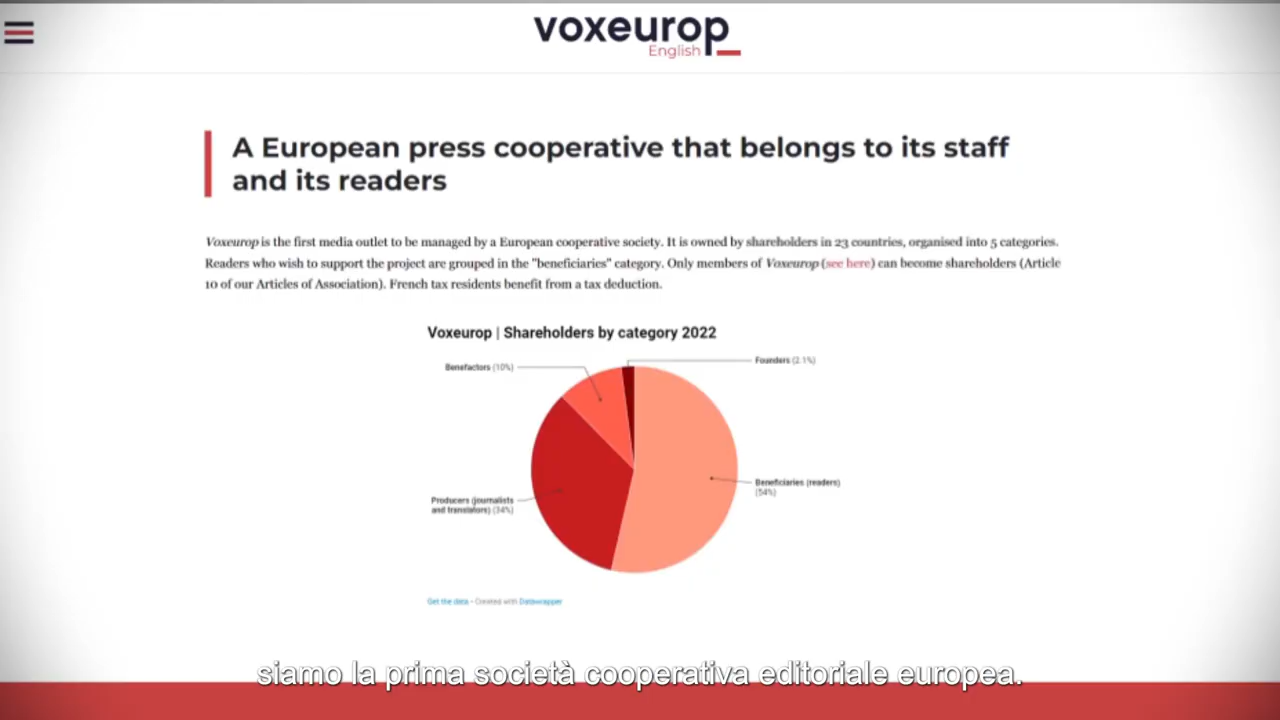 voxeurop
English
A European press cooperative that belongs to its staff
and its readers
Voxeurop is the first media outlet to be managed by a European cooperative society. It is owned by shareholders in 23 countries, organised into 5 categories.
Readers who wish to support the project are grouped in the "beneficiaries" category. Only members of Voxeurop (see here) can become shareholders (Article
10 of our Articles of Association). French tax residents benefit from a tax deduction.
Voxeurop | Shareholders by category 2022
Founders (2.1%)
Benefactors (10%)
Beneficiaries (readers)
(54%)
Producers (journalists
and translators) (34%)
Get the data • Created with Datawrapper
siamo la prima società cooperativa editoriale europea.